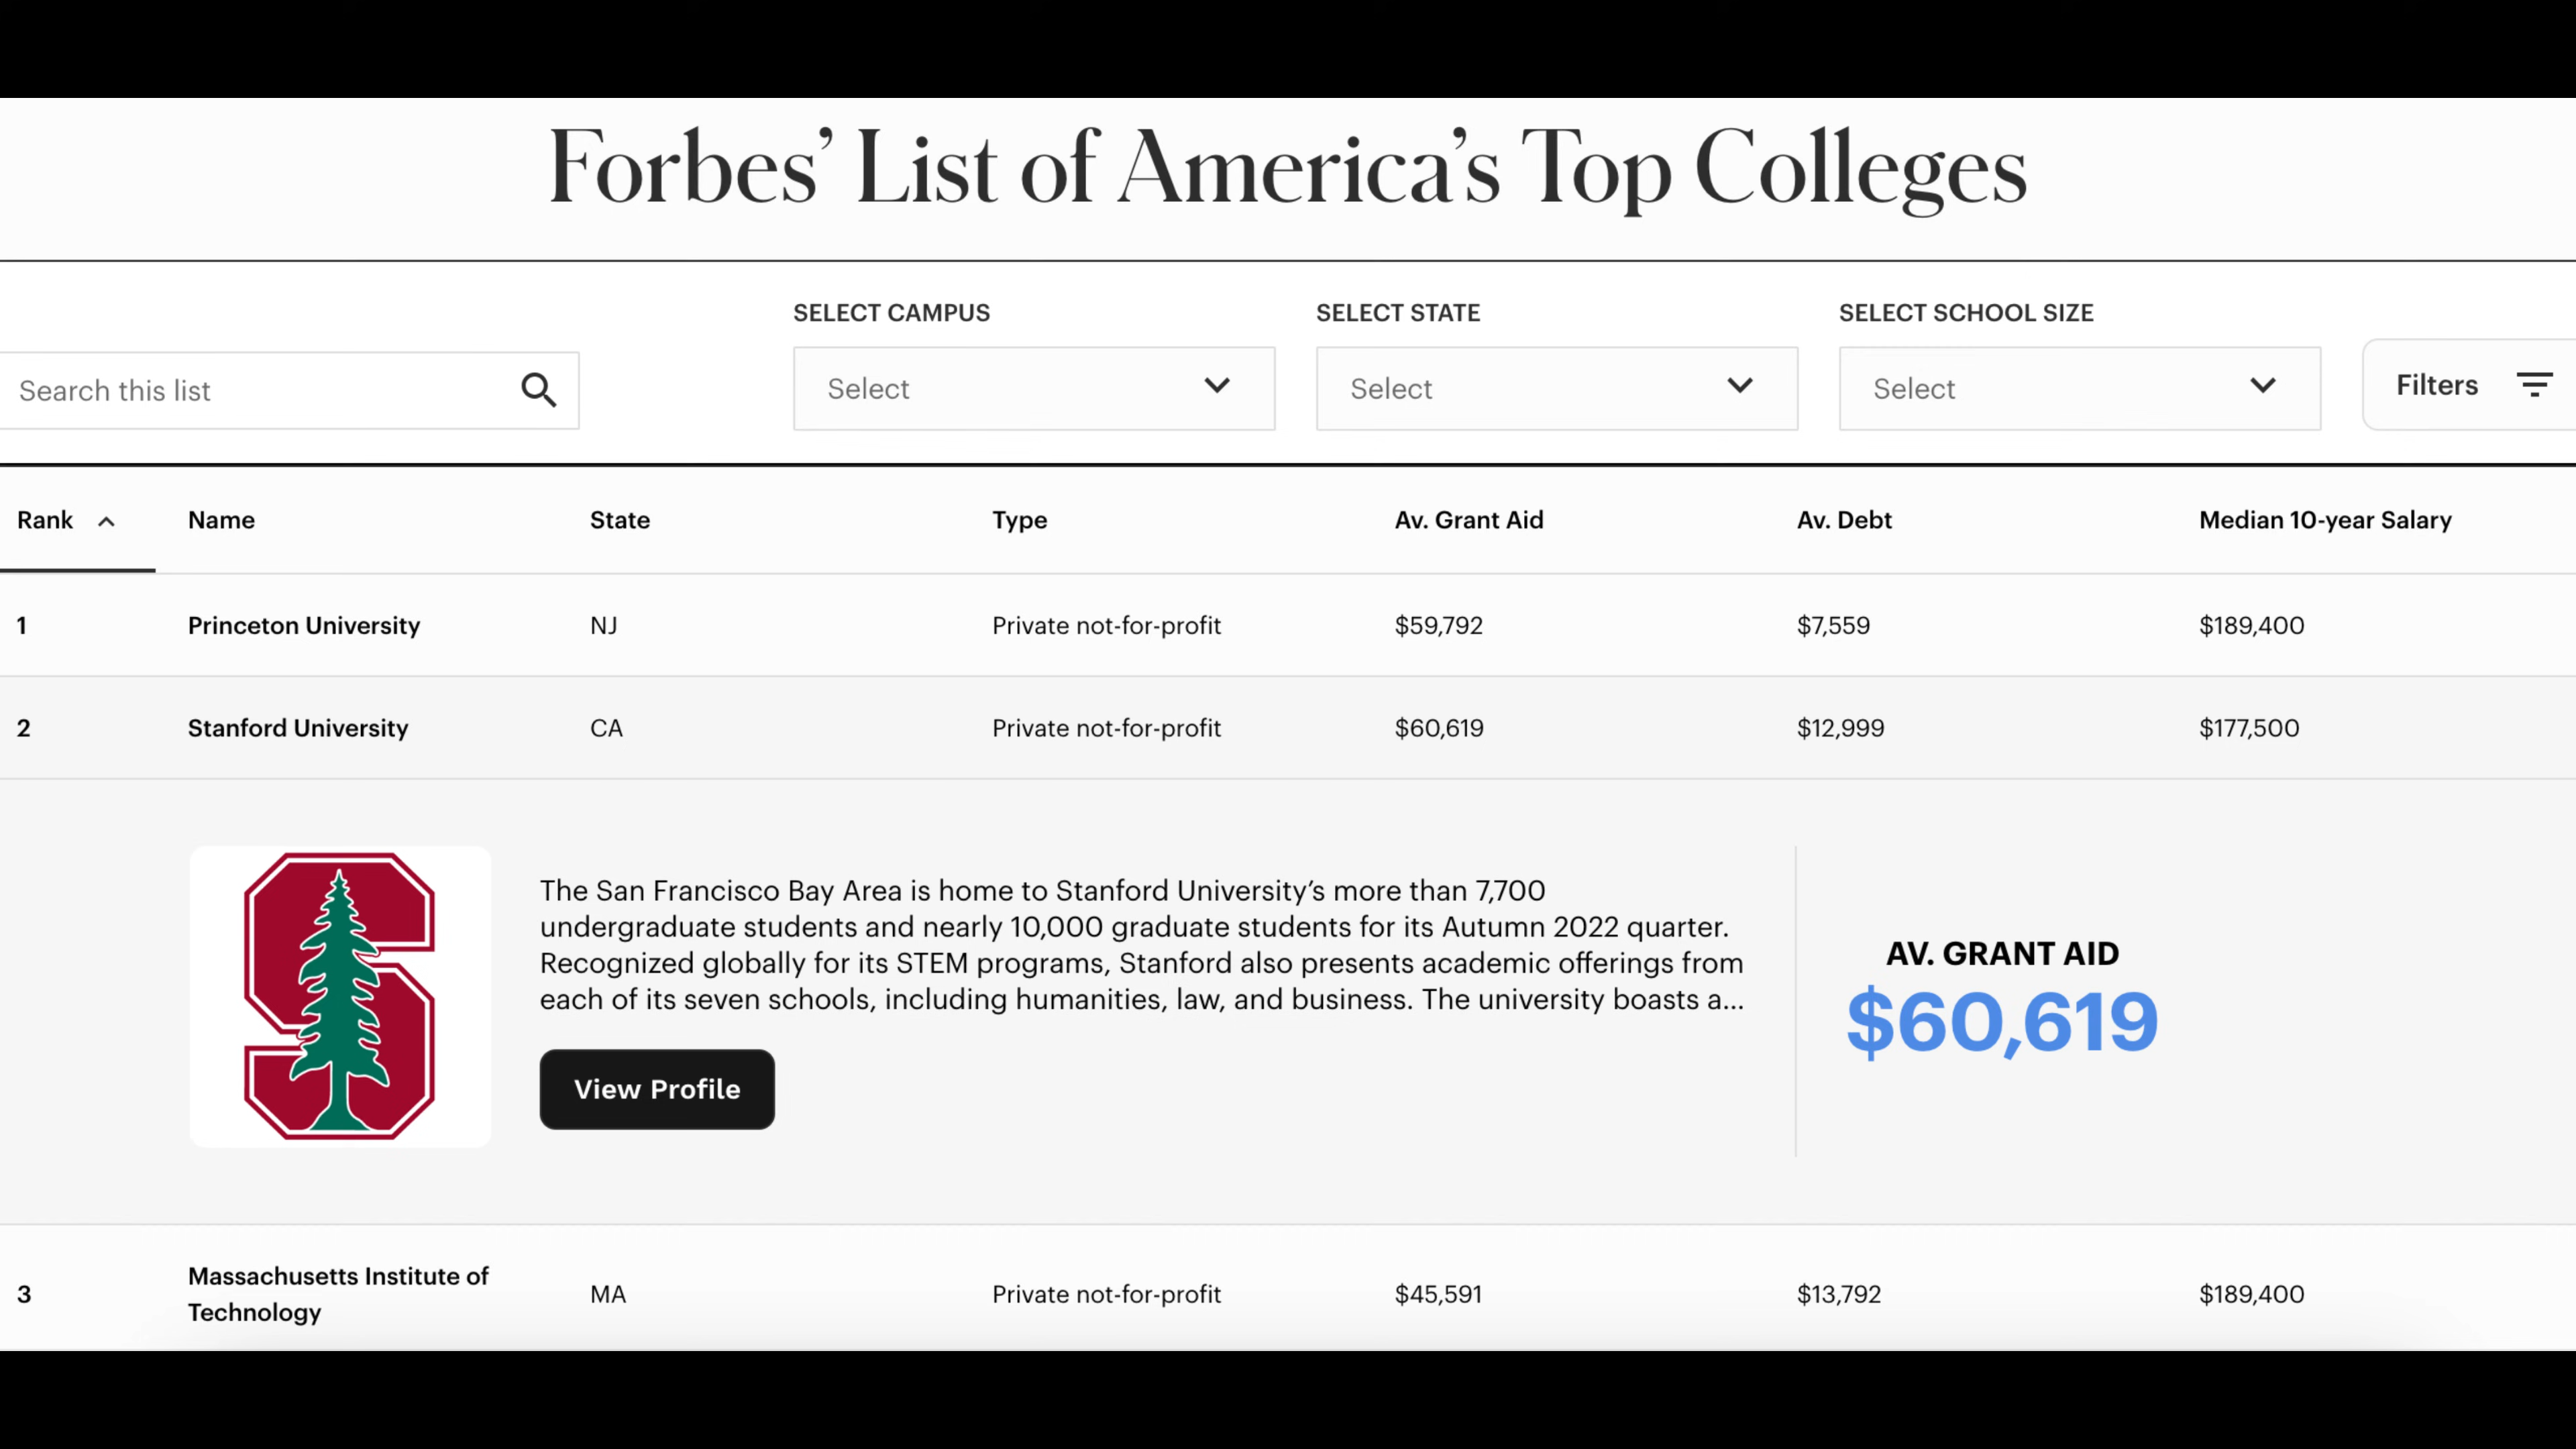 Forbes’ List of America’s Top Colleges
SELECT CAMPUS
SELECT STATE
SELECT SCHOOL SIZE
Search this list
Select
Select
Select
Filters
Rank Name State Type Av. Grant Aid Av. Debt Median 10-year Salary
1 Princeton University NJ Private not-for-profit $59,792 $7,559 $189,400
2 Stanford University CA Private not-for-profit $60,619 $12,999 $177,500
The San Francisco Bay Area is home to Stanford University’s more than 7,700
undergraduate students and nearly 10,000 graduate students for its Autumn 2022 quarter.
Recognized globally for its STEM programs, Stanford also presents academic offerings from
each of its seven schools, including humanities, law, and business. The university boasts a...
View Profile
AV. GRANT AID
$60,619
3 Massachusetts Institute of
Technology MA Private not-for-profit $45,591 $13,792 $189,400